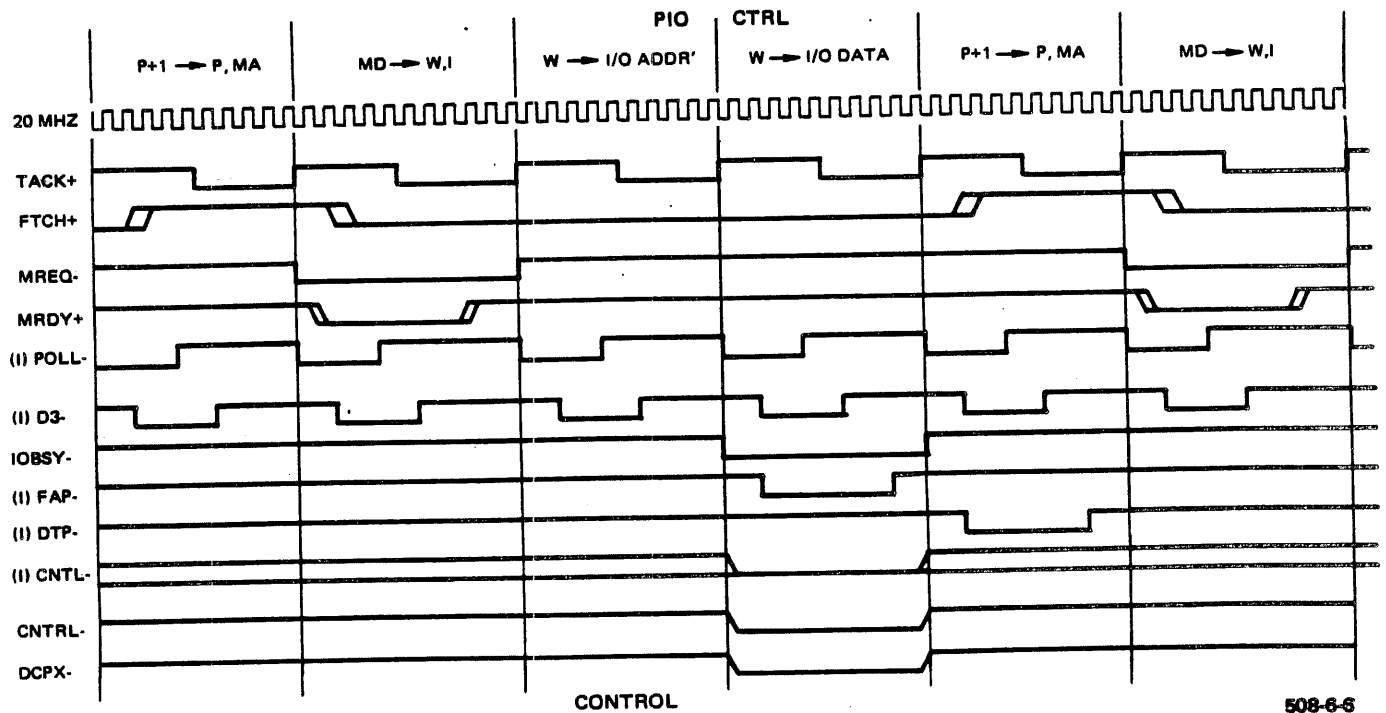 PIO CTRL
P+1 → P, MA MD → W,I W → I/O ADDR' W → I/O DATA P+1 → P, MA MD → W,I
20 MHZ
TACK+
FTCH+
MREQ-
MRDY+
(I) POLL-
(I) D3-
IOBSY-
(I) FAP-
(I) DTP-
(I) CNTL-
CNTRL-
DCPX-
CONTROL
508-6-6